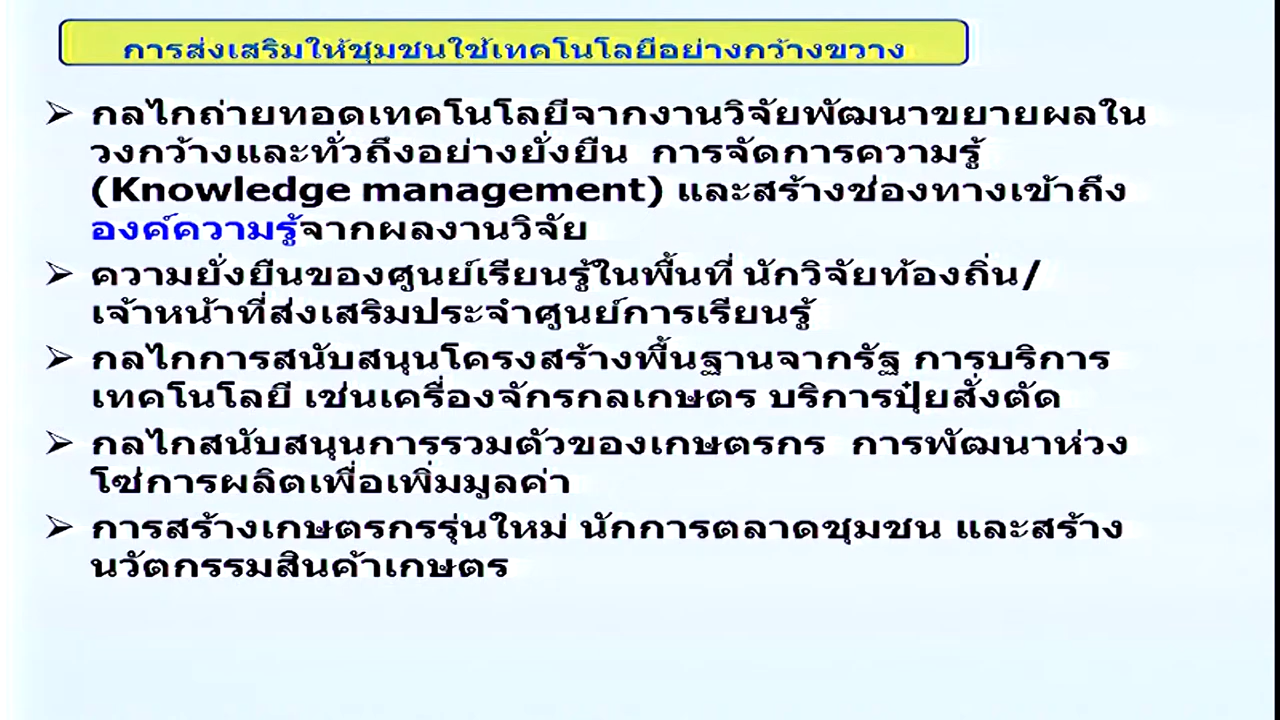 การส่งเสริมให้ชุมชนใช้เทคโนโลยีอย่างกว้างขวาง
กลไกถ่ายทอดเทคโนโลยีจากงานวิจัยพัฒนาขยายผลใน
วงกว้างและทั่วถึงอย่างยั่งยืน การจัดการความรู้
(Knowledge management) และสร้างช่องทางเข้าถึง
องค์ความรู้จากผลงานวิจัย
ความยั่งยืนของศูนย์เรียนรู้ในพื้นที่ นักวิจัยท้องถิ่น/
เจ้าหน้าที่ส่งเสริมประจำศูนย์การเรียนรู้
กลไกการสนับสนุนโครงสร้างพื้นฐานจากรัฐ การบริการ
เทคโนโลยี เช่นเครื่องจักรกลเกษตร บริการปุ๋ยสั่งตัด
กลไกสนับสนุนการรวมตัวของเกษตรกร การพัฒนาห่วง
โซ่การผลิตเพื่อเพิ่มมูลค่า
การสร้างเกษตรกรรุ่นใหม่ นักการตลาดชุมชน และสร้าง
นวัตกรรมสินค้าเกษตร